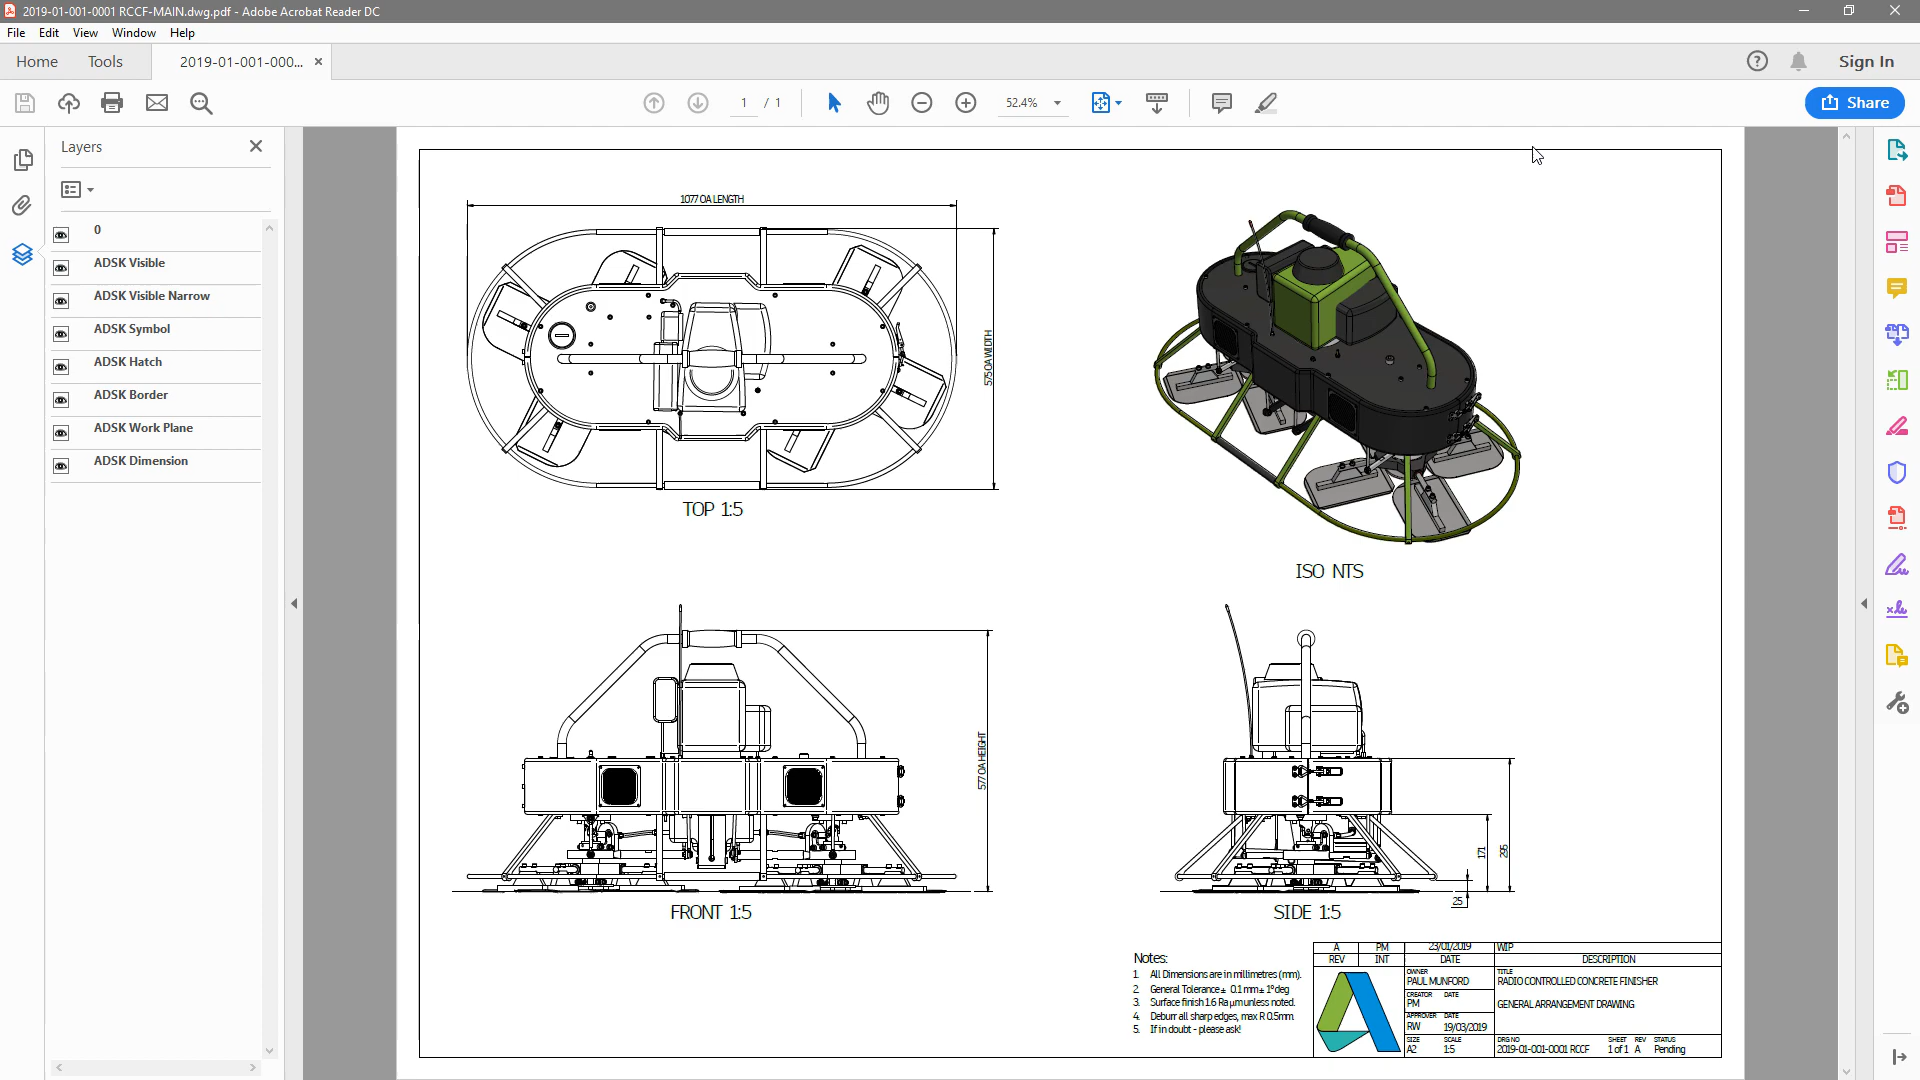 2019-01-001-0001 RCCF-MAIN.dwg.pdf - Adobe Acrobat Reader DC
File Edit View Window Help
Home Tools 2019-01-001-000... Sign In
1 / 1 52.4% Share
Layers
0
ADSK Visible
ADSK Visible Narrow
ADSK Symbol
ADSK Hatch
ADSK Border
ADSK Work Plane
ADSK Dimension
1077 OA LENGTH
575 OA WIDTH
TOP 1:5
ISO NTS
577 OA HEIGHT
171
295
25
FRONT 1:5
SIDE 1:5
Notes:
1. All Dimensions are in millimetres (mm).
2. General Tolerance ± 0.1 mm ± 1° deg
3. Surface finish 1.6 Ra µm unless noted.
4. Deburr all sharp edges, max R 0.5mm.
5. If in doubt - please ask!
A PM 23/01/2019 WIP
REV INT DATE DESCRIPTION
OWNER
PAUL MUNFORD
CREATOR DATE
PM
APPROVER DATE
RW 19/03/2019
SIZE SCALE
A2 1:5
TITLE
RADIO CONTROLLED CONCRETE FINISHER
GENERAL ARRANGEMENT DRAWING
DRG NO SHEET REV STATUS
2019-01-001-0001 RCCF 1 of 1 A Pending